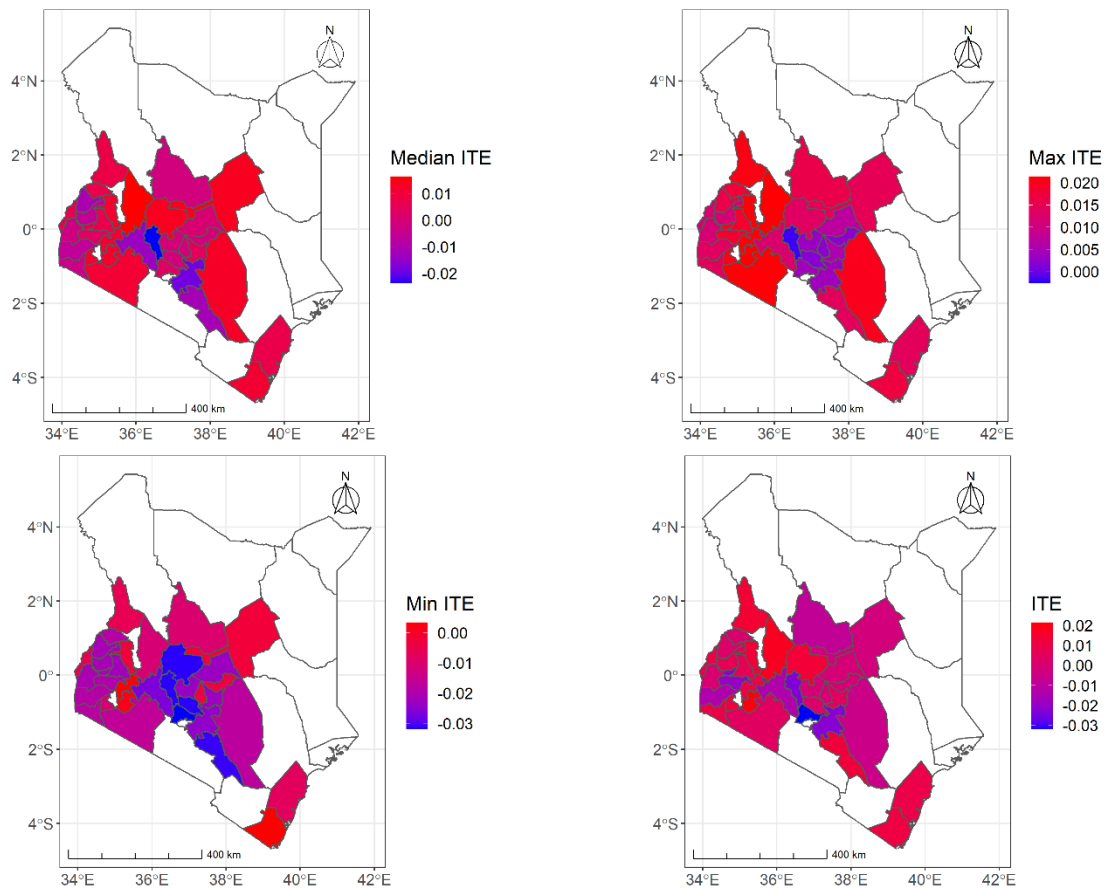 N
4°N
2°N
0°
2°S
4°S
400 km
34°E 36°E 38°E 40°E 42°E
Median ITE
0.01
0.00
-0.01
-0.02
N
4°N
2°N
0°
2°S
4°S
400 km
34°E 36°E 38°E 40°E 42°E
Max ITE
0.020
0.015
0.010
0.005
0.000
N
4°N
2°N
0°
2°S
4°S
400 km
34°E 36°E 38°E 40°E 42°E
Min ITE
0.00
-0.01
-0.02
-0.03
N
4°N
2°N
0°
2°S
4°S
400 km
34°E 36°E 38°E 40°E 42°E
ITE
0.02
0.01
0.00
-0.01
-0.02
-0.03